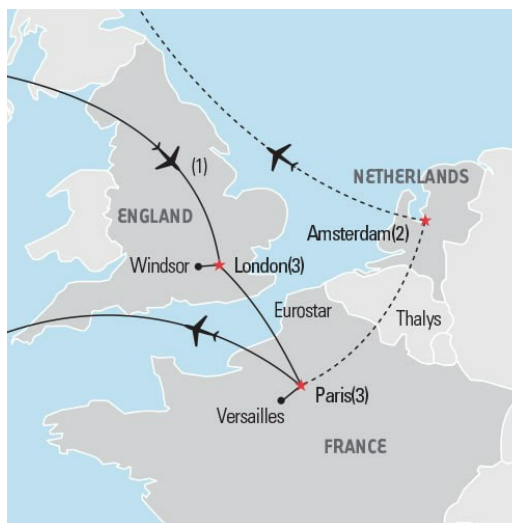 (1)
NETHERLANDS
ENGLAND
Amsterdam(2)
Windsor
London(3)
Eurostar
Thalys
Versailles
Paris(3)
FRANCE